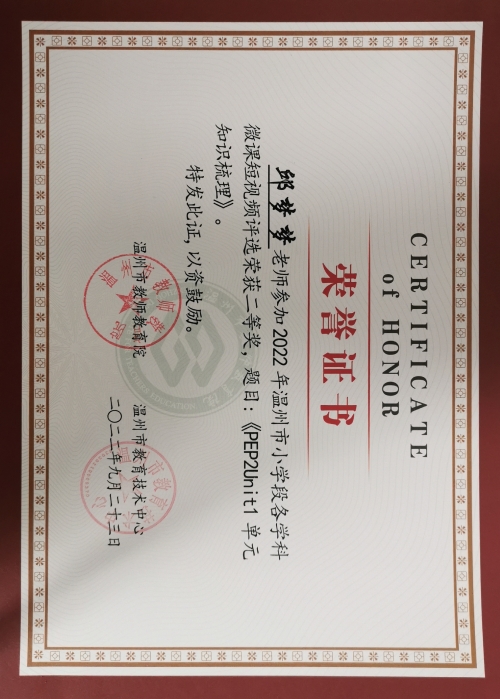 CERTIFICATE
of HONOR
荣誉证书
邱梦梦老师参加2022年温州市小学段各学科
微课短视频评选荣获二等奖，题目：《PEP2Unit1单元
知识梳理》。
特发此证，以资鼓励。
温州市教师教育院 温州市教育技术中心
二〇二二年九月二十三日